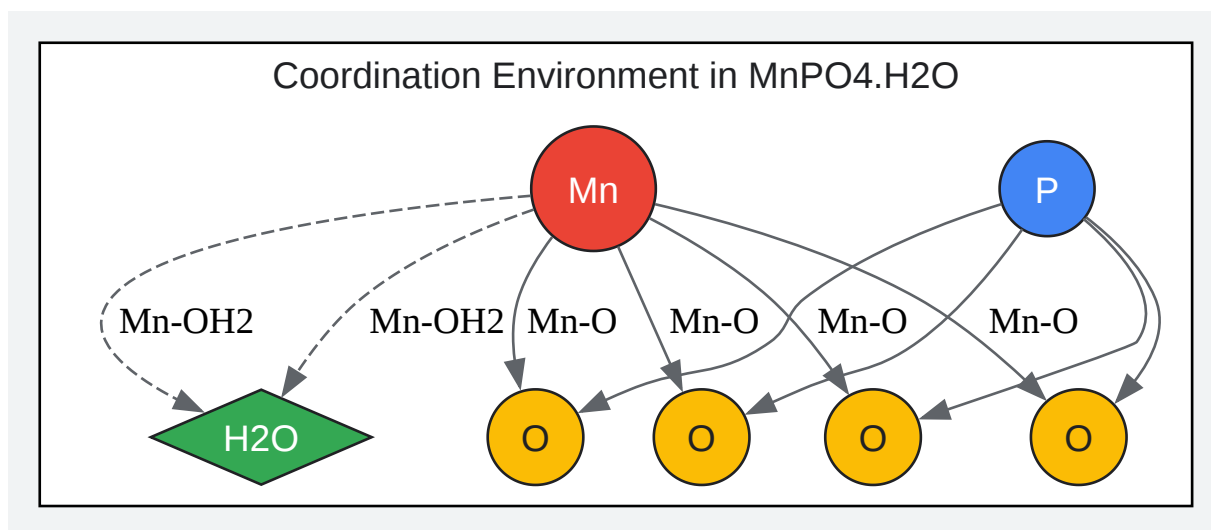 Coordination Environment in MnPO4.H2O
Mn
P
Mn-OH2
Mn-OH2
Mn-O
Mn-O
Mn-O
Mn-O
H2O
O
O
O
O